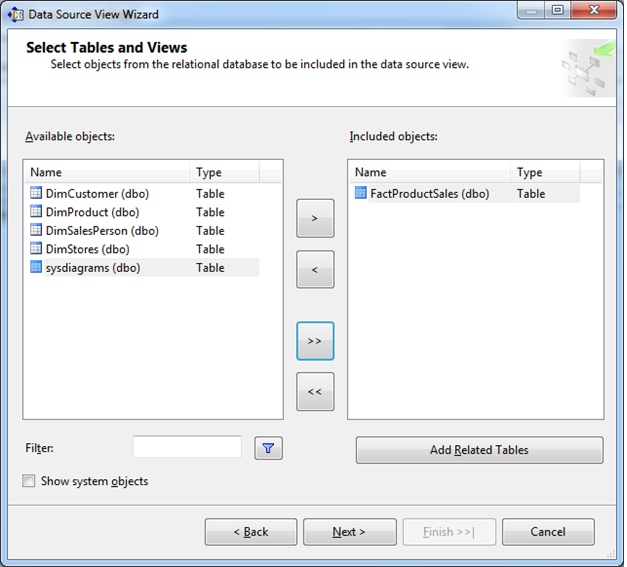 Data Source View Wizard
Select Tables and Views
Select objects from the relational database to be included in the data source view.
Available objects:
Name Type
DimCustomer (dbo) Table
DimProduct (dbo) Table
DimSalesPerson (dbo) Table
DimStores (dbo) Table
sysdiagrams (dbo) Table
>
<
>>
<<
Included objects:
Name Type
FactProductSales (dbo) Table
Filter:
Add Related Tables
Show system objects
< Back Next > Finish >>| Cancel